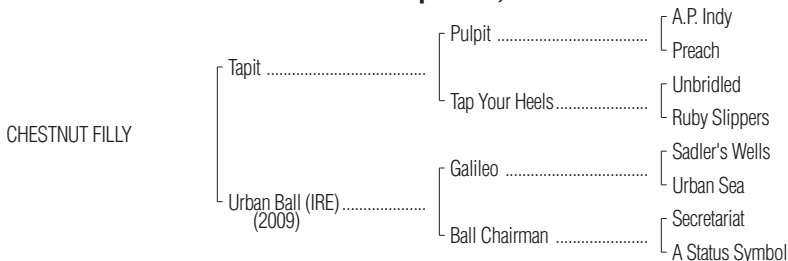 A.P. Indy
Pulpit
Preach
Tapit
Unbridled
Tap Your Heels
Ruby Slippers
CHESTNUT FILLY
Sadler's Wells
Galileo
Urban Sea
Urban Ball (IRE)
(2009)
Secretariat
Ball Chairman
A Status Symbol